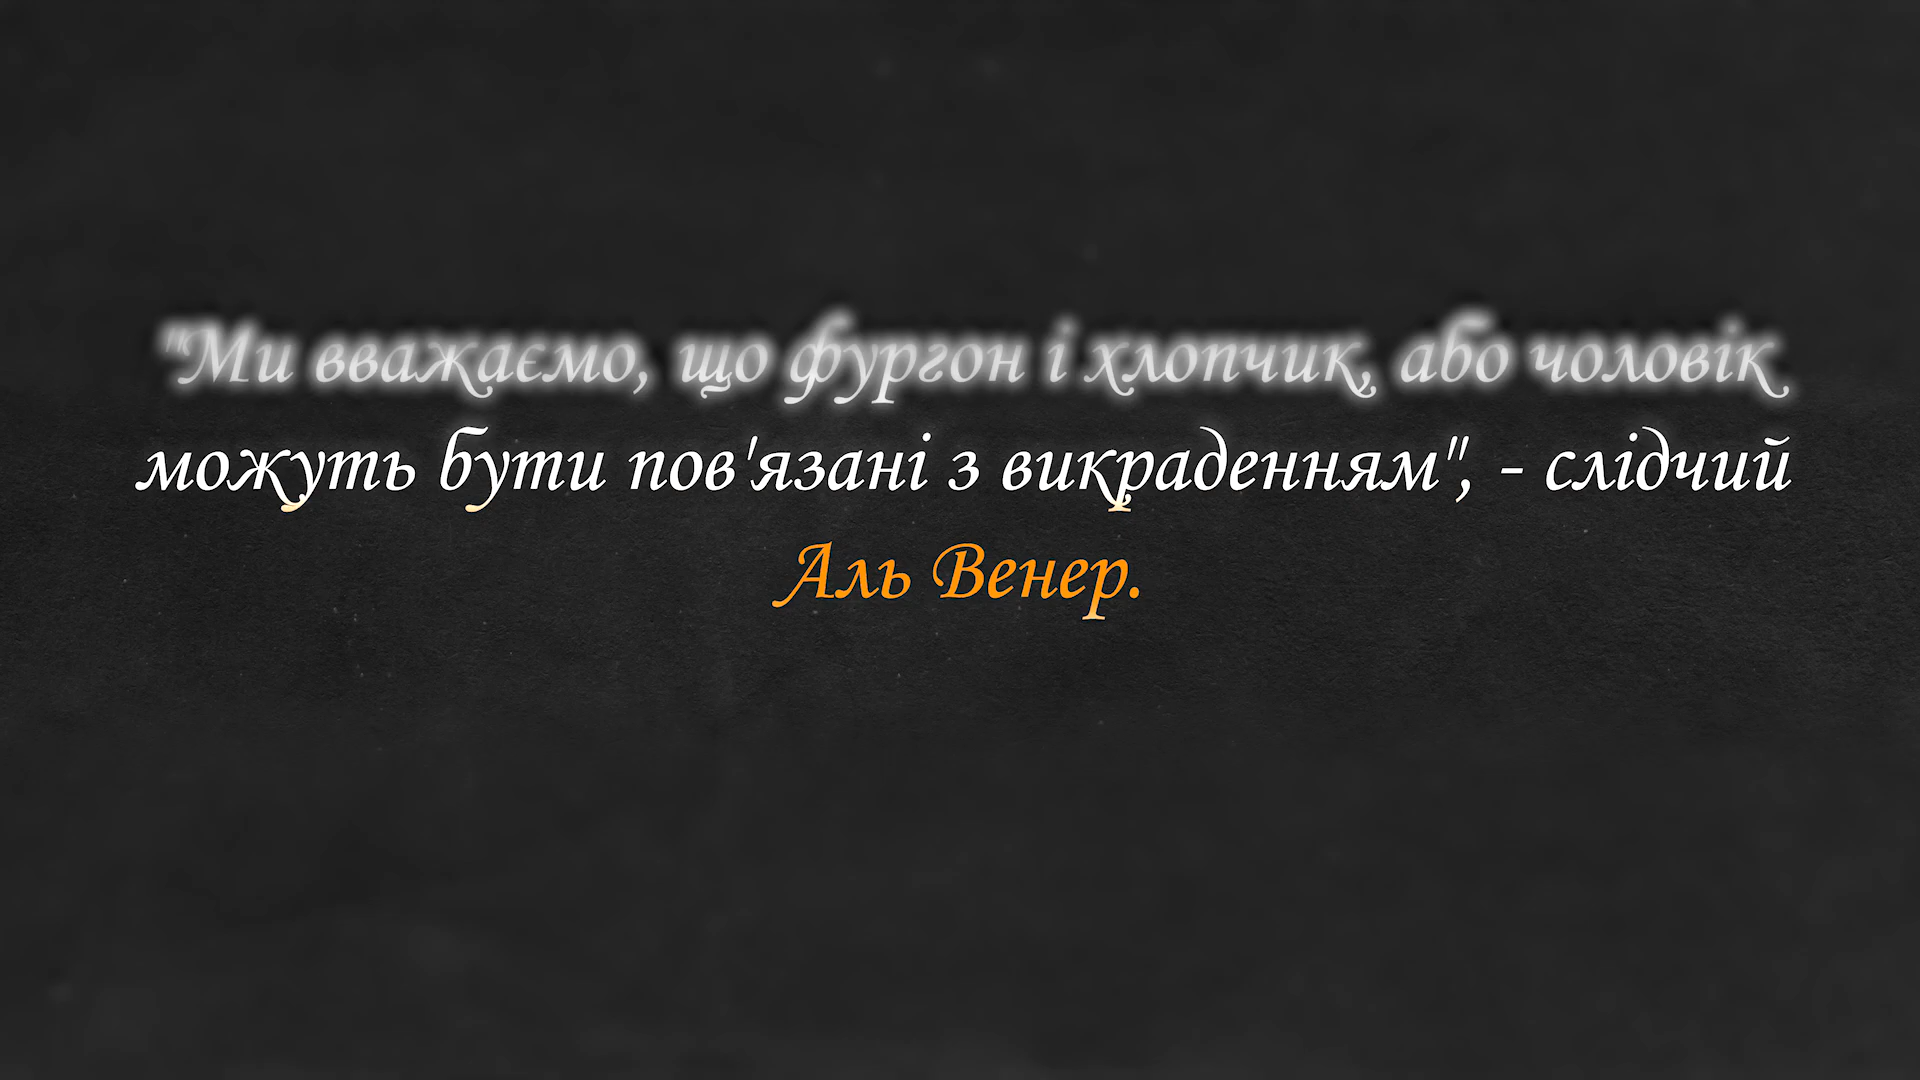 "Ми вважаємо, що фургон і хлопчик, або чоловік
можуть бути пов'язані з викраденням", - слідчий
Аль Венер.